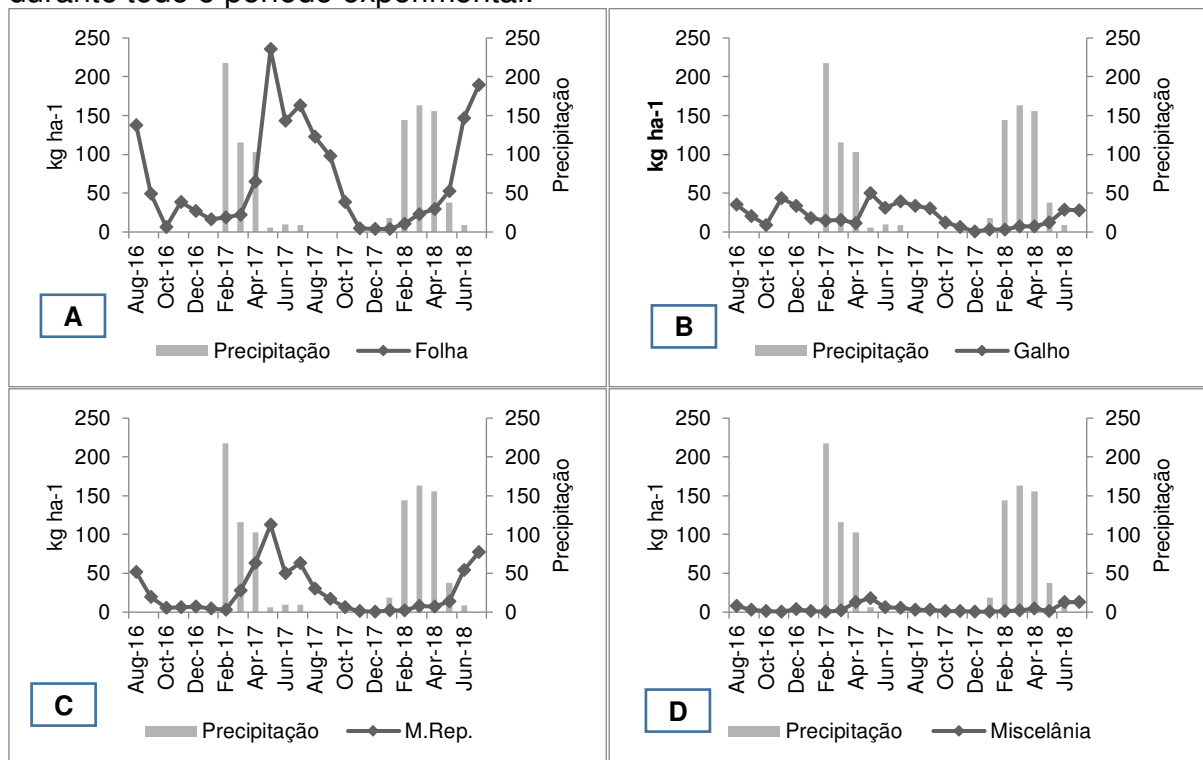 durante todo o período experimental.
250
200
150
100
50
0
kg ha-1
250
200
150
100
50
0
Precipitação
Aug-16
Oct-16
Dec-16
Feb-17
Apr-17
Jun-17
Aug-17
Oct-17
Dec-17
Feb-18
Apr-18
Jun-18
A
Precipitação
Folha
250
200
150
100
50
0
kg ha-1
250
200
150
100
50
0
Precipitação
Aug-16
Oct-16
Dec-16
Feb-17
Apr-17
Jun-17
Aug-17
Oct-17
Dec-17
Feb-18
Apr-18
Jun-18
B
Precipitação
Galho
250
200
150
100
50
0
kg ha-1
250
200
150
100
50
0
Precipitação
Aug-16
Oct-16
Dec-16
Feb-17
Apr-17
Jun-17
Aug-17
Oct-17
Dec-17
Feb-18
Apr-18
Jun-18
C
Precipitação
M.Rep.
250
200
150
100
50
0
kg ha-1
250
200
150
100
50
0
Precipitação
Aug-16
Oct-16
Dec-16
Feb-17
Apr-17
Jun-17
Aug-17
Oct-17
Dec-17
Feb-18
Apr-18
Jun-18
D
Precipitação
Miscelânia